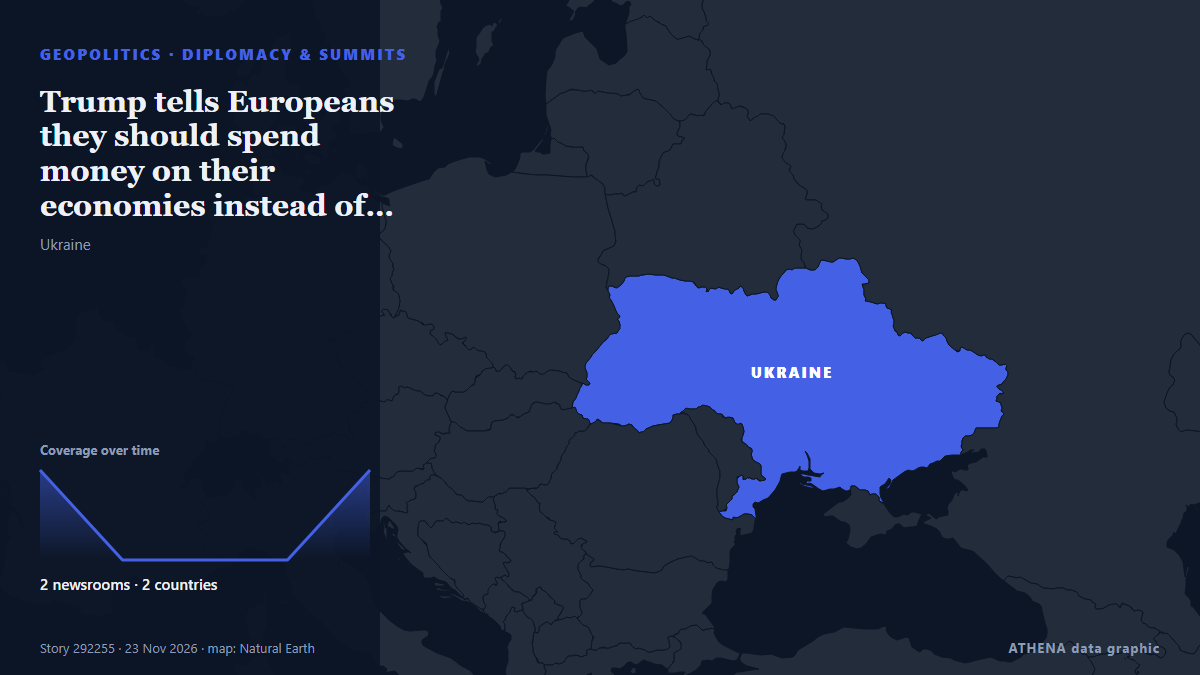 GEOPOLITICS · DIPLOMACY & SUMMITS
Trump tells Europeans
they should spend
money on their
economies instead of...
Ukraine
UKRAINE
Coverage over time
2 newsrooms · 2 countries
Story 292255 · 23 Nov 2026 · map: Natural Earth
ATHENA data graphic